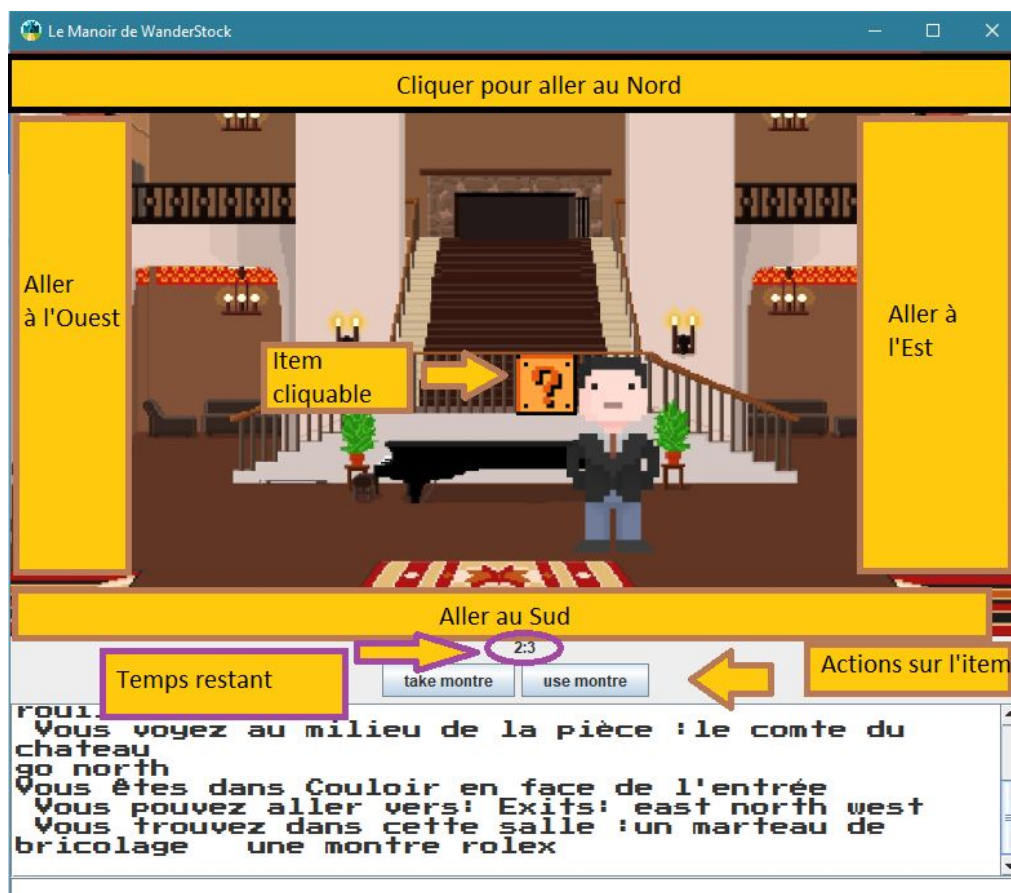 Le Manoir de WanderStock
Cliquer pour aller au Nord
Aller
à l'Ouest
Aller à
l'Est
Item
cliquable
?
Aller au Sud
2:3
Temps restant
take montre
use montre
Actions sur l'item
Vous voyez au milieu de la pièce :le comte du
chateau
go north
Vous êtes dans Couloir en face de l'entrée
Vous pouvez aller vers: Exits: east north west
Vous trouvez dans cette salle :un marteau de
bricolage une montre rolex